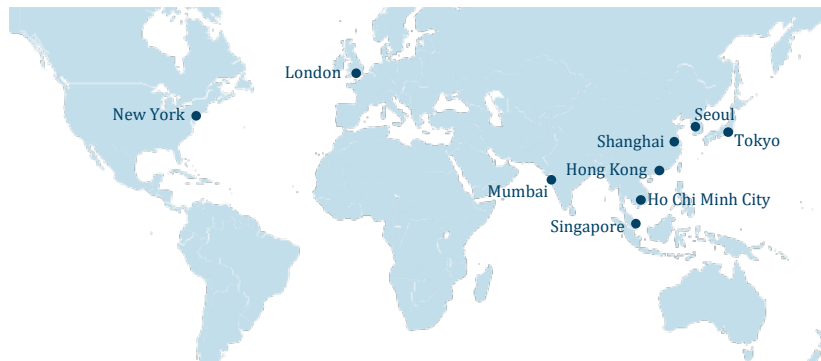 London
New York
Seoul
Shanghai
Tokyo
Hong Kong
Mumbai
Ho Chi Minh City
Singapore